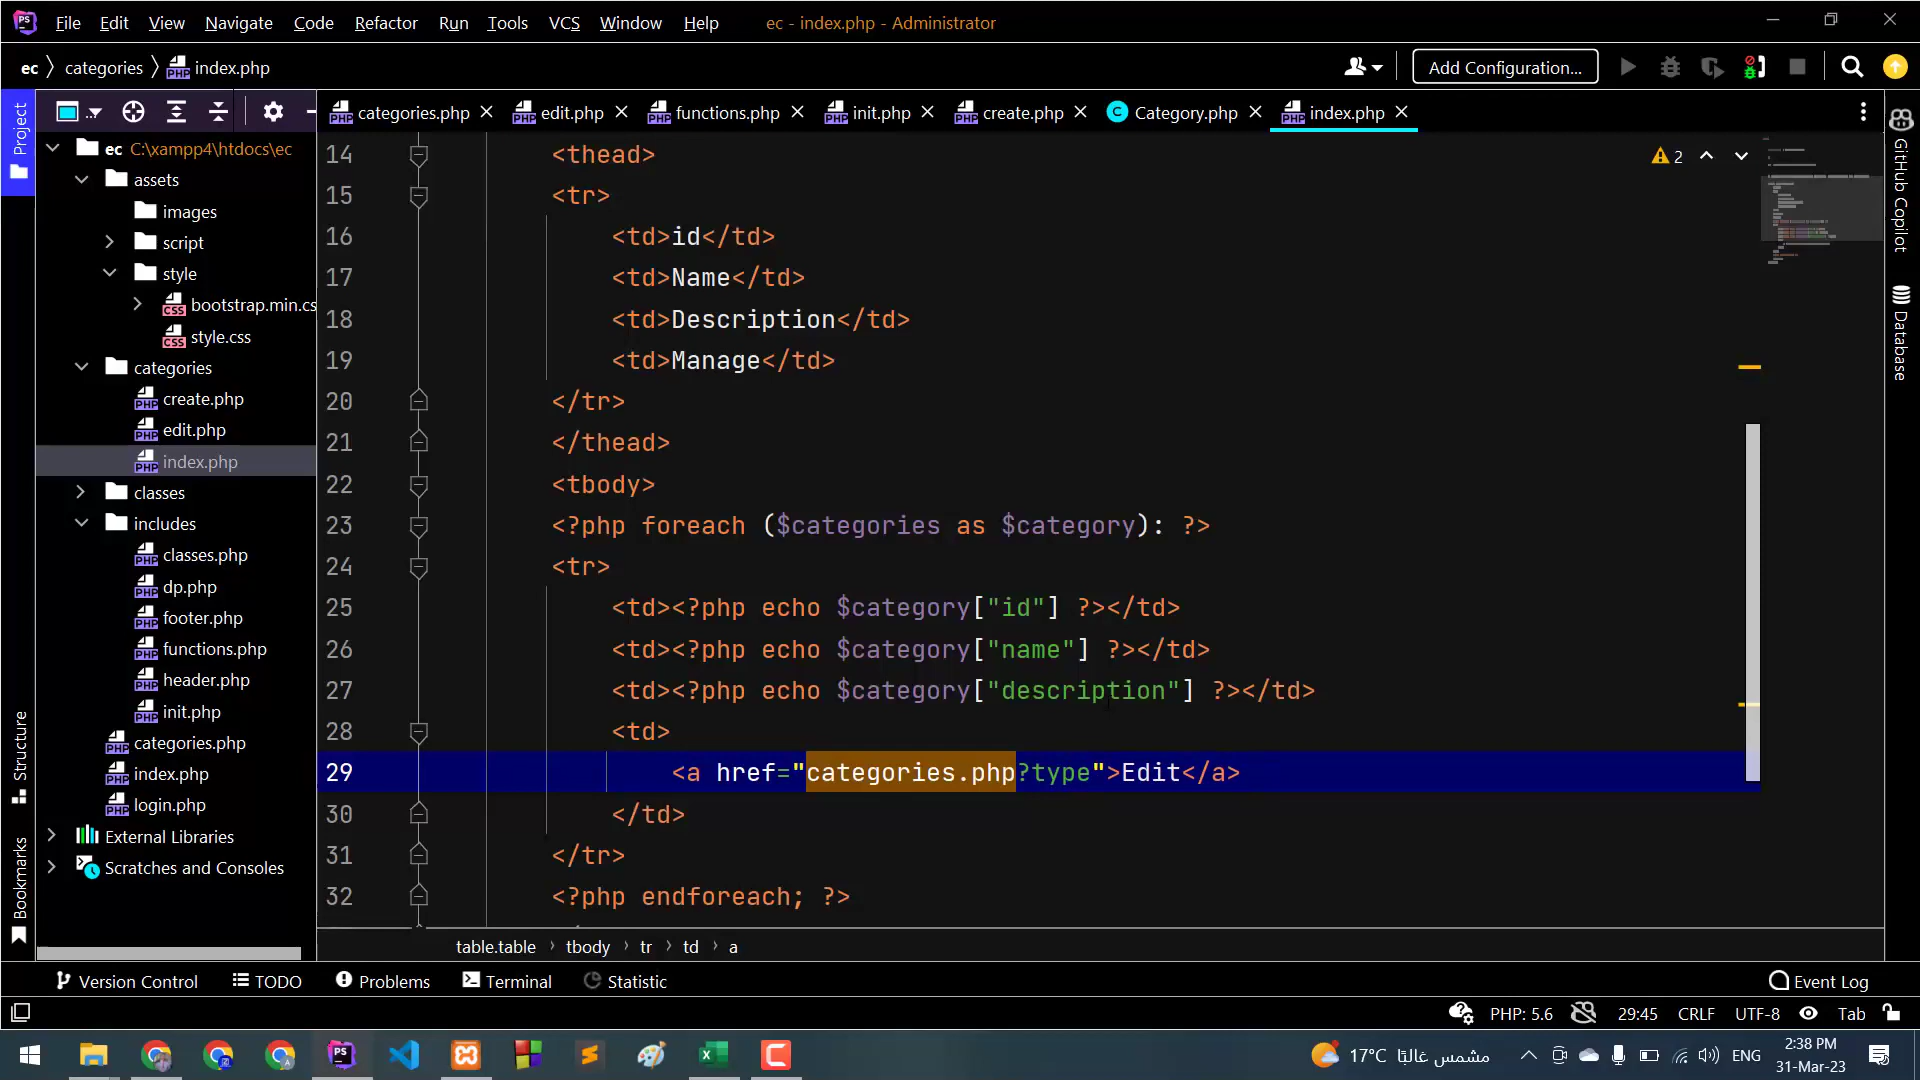 File Edit View Navigate Code Refactor Run Tools VCS Window Help ec - index.php - Administrator
ec categories index.php Add Configuration...
categories.php edit.php functions.php init.php create.php Category.php index.php
Project
ec C:\xampp4\htdocs\ec
assets
images
script
style
bootstrap.min.cs
style.css
categories
create.php
edit.php
index.php
classes
includes
classes.php
dp.php
footer.php
functions.php
header.php
init.php
categories.php
index.php
login.php
External Libraries
Scratches and Consoles
Structure
Bookmarks
14 <thead>
15 <tr>
16 <td>id</td>
17 <td>Name</td>
18 <td>Description</td>
19 <td>Manage</td>
20 </tr>
21 </thead>
22 <tbody>
23 <?php foreach ($categories as $category): ?>
24 <tr>
25 <td><?php echo $category["id"] ?></td>
26 <td><?php echo $category["name"] ?></td>
27 <td><?php echo $category["description"] ?></td>
28 <td>
29 <a href="categories.php?type">Edit</a>
30 </td>
31 </tr>
32 <?php endforeach; ?>
2
GitHub Copilot
Database
table.table tbody tr td a
Version Control TODO Problems Terminal Statistic Event Log
PHP: 5.6 29:45 CRLF UTF-8 Tab
17°C مشمس غالبًا ENG 2:38 PM
31-Mar-23